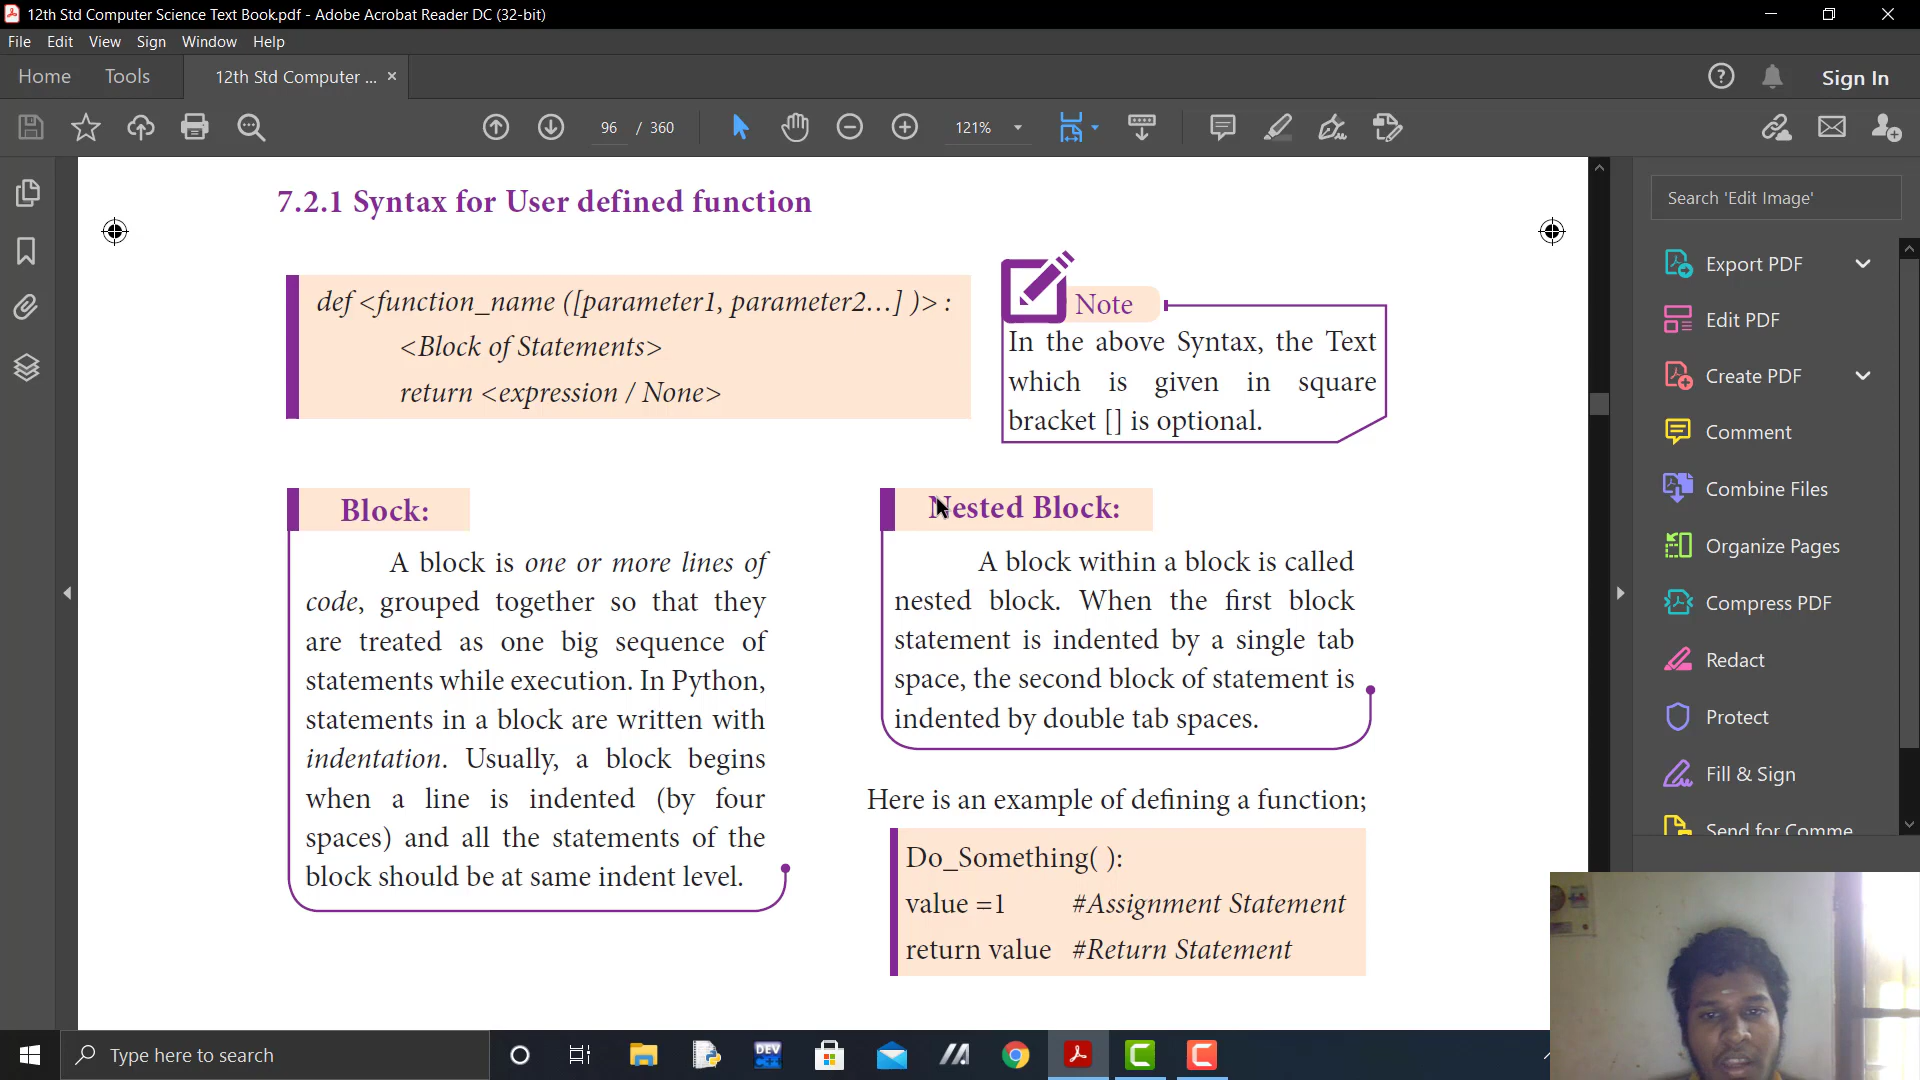 12th Std Computer Science Text Book.pdf - Adobe Acrobat Reader DC (32-bit)
File Edit View Sign Window Help
Home Tools 12th Std Computer ... ×
Sign In
96 / 360 121%
7.2.1 Syntax for User defined function
def <function_name ([parameter1, parameter2…] )> :
<Block of Statements>
return <expression / None>
Note
In the above Syntax, the Text
which is given in square
bracket [] is optional.
Block:
A block is one or more lines of
code, grouped together so that they
are treated as one big sequence of
statements while execution. In Python,
statements in a block are written with
indentation. Usually, a block begins
when a line is indented (by four
spaces) and all the statements of the
block should be at same indent level.
Nested Block:
A block within a block is called
nested block. When the first block
statement is indented by a single tab
space, the second block of statement is
indented by double tab spaces.
Here is an example of defining a function;
Do_Something( ):
value =1 #Assignment Statement
return value #Return Statement
Search 'Edit Image'
Export PDF
Edit PDF
Create PDF
Comment
Combine Files
Organize Pages
Compress PDF
Redact
Protect
Fill & Sign
Send for Comme
Type here to search
DEV
C++